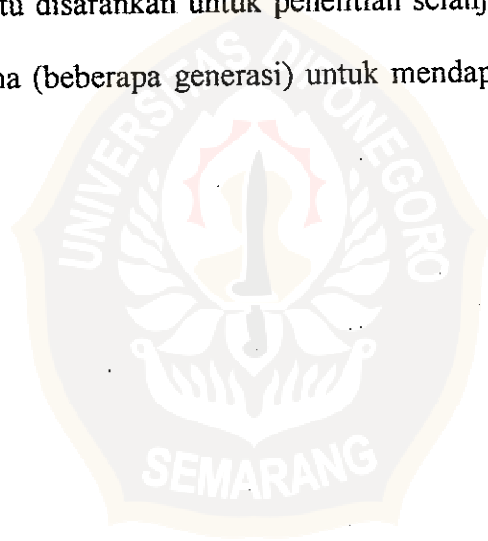 tu disarankan untuk penelitian selanj
na (beberapa generasi) untuk mendap
UNIVERSITAS DIPONEGORO
SEMARANG